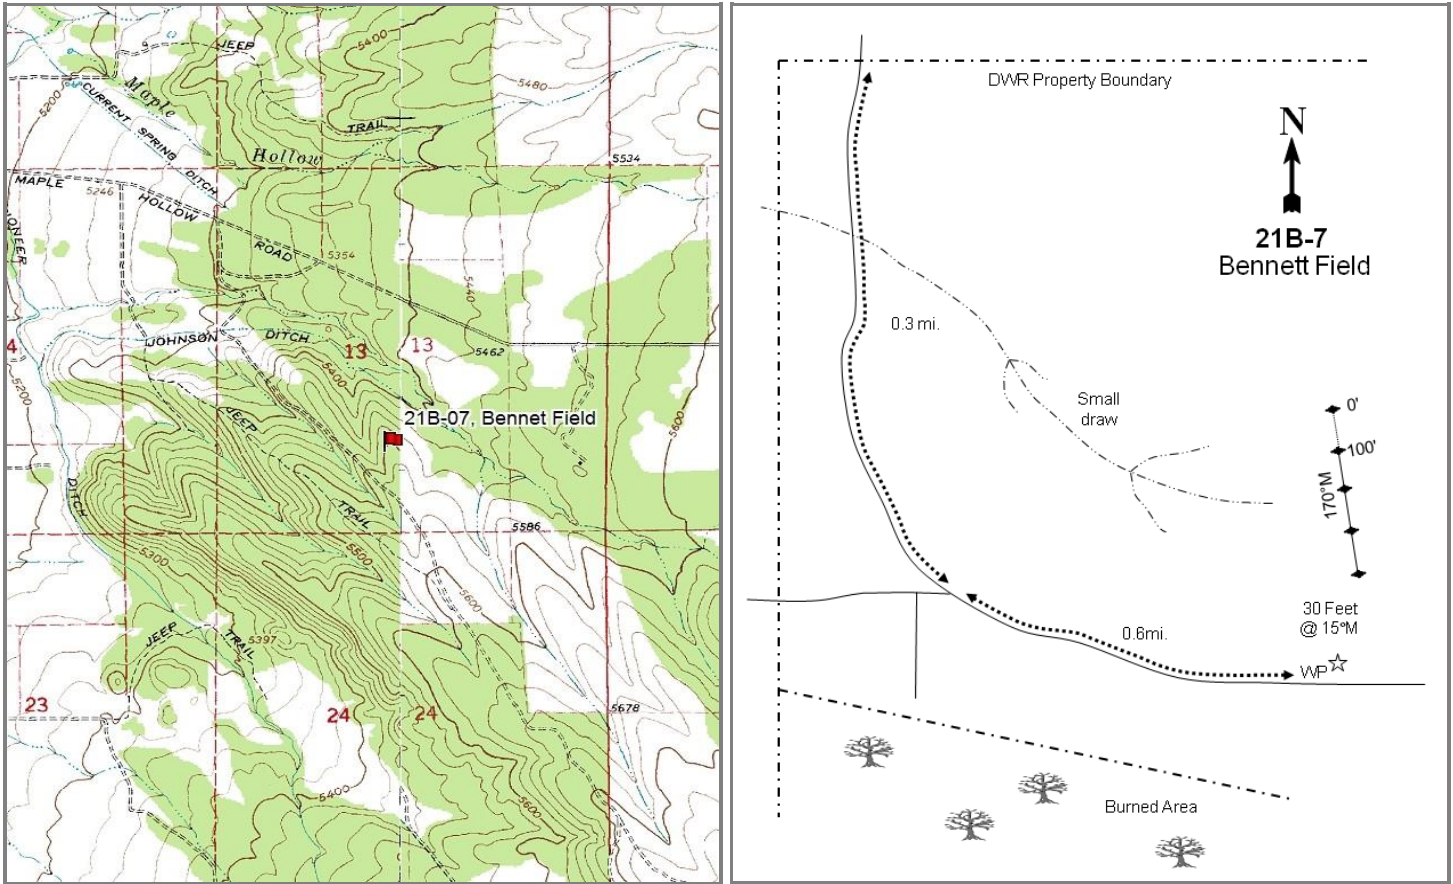 JEEP
5400
5480
Maple
5200
CURRENT SPRING DITCH
TRAIL
Hollow
5534
MAPLE
5246
HOLLOW
ROAD
5354
5440
4
JOHNSON
DITCH
13
13
5462
5200
5400
JEEP
21B-07, Bennet Field
5600
DITCH
TRAIL
5586
5300
5500
5600
JEEP
TRAIL
5397
23
24
24
5678
5400
5600
DWR Property Boundary
N
21B-7
Bennett Field
0.3 mi.
Small
draw
0'
100'
170°M
30 Feet
@ 15°M
0.6mi.
WP
Burned Area